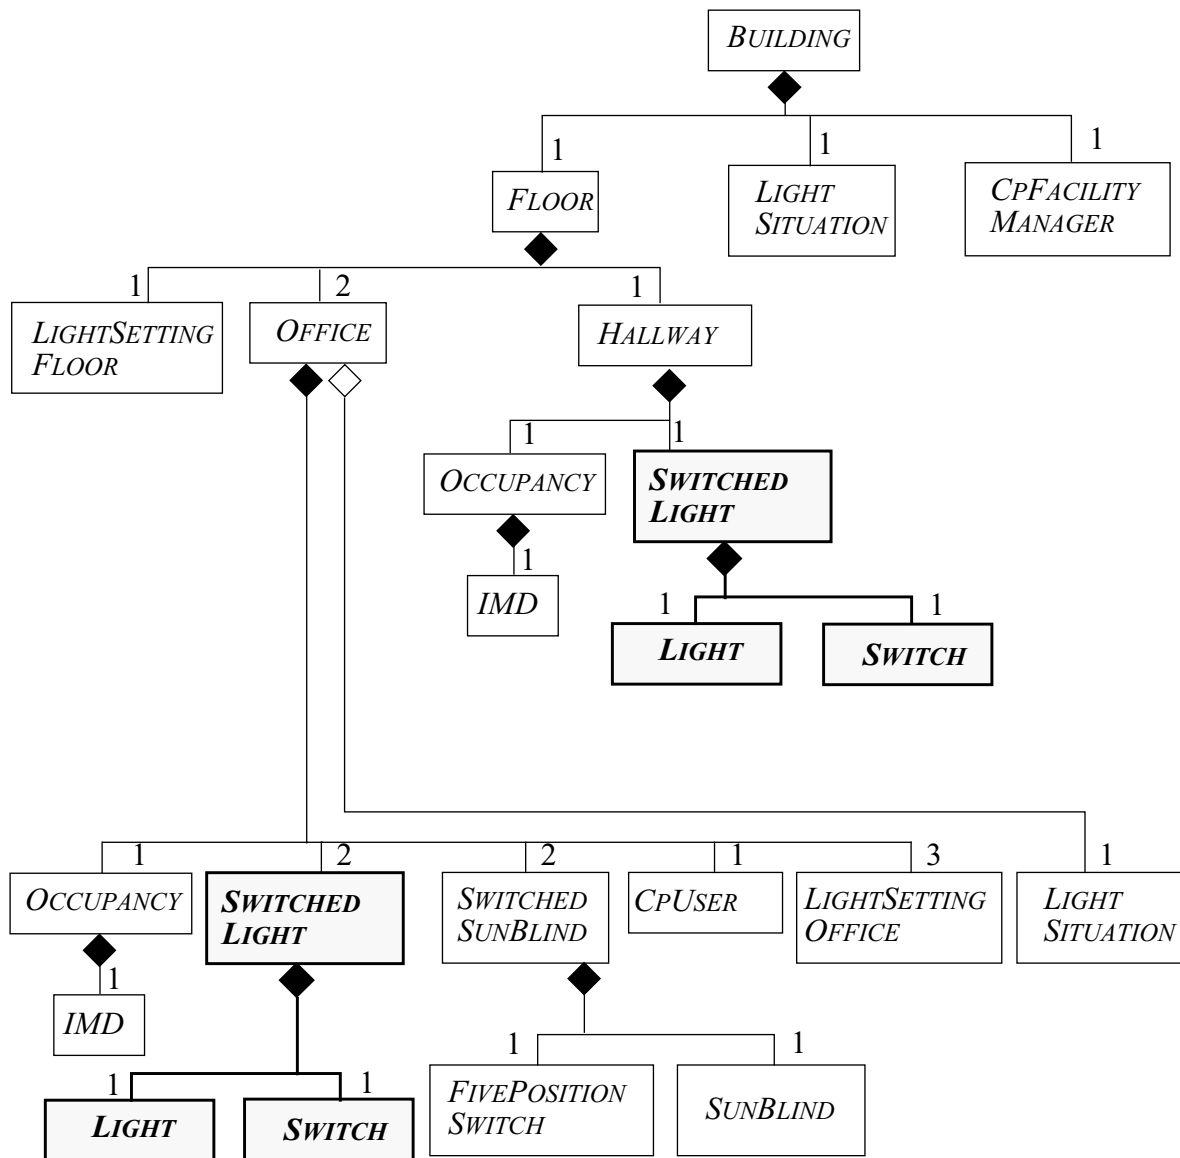 BUILDING
1
1
1
FLOOR
LIGHT
SITUATION
CPFACILITY
MANAGER
1
2
1
LIGHTSETTING
FLOOR
OFFICE
HALLWAY
1
1
OCCUPANCY
SWITCHED
LIGHT
1
IMD
1
1
LIGHT
SWITCH
1
2
2
1
3
1
OCCUPANCY
SWITCHED
LIGHT
SWITCHED
SUNBLIND
CPUSER
LIGHTSETTING
OFFICE
LIGHT
SITUATION
1
IMD
1
1
1
1
LIGHT
SWITCH
FIVEPOSITION
SWITCH
SUNBLIND